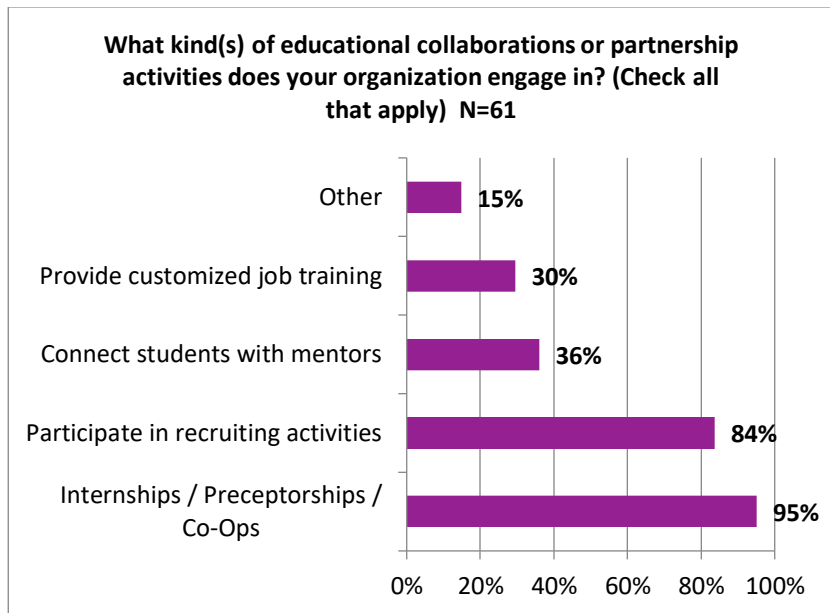 What kind(s) of educational collaborations or partnership
activities does your organization engage in? (Check all
that apply)  N=61
Other
15%
Provide customized job training
30%
Connect students with mentors
36%
Participate in recruiting activities
84%
Internships / Preceptorships /
Co-Ops
95%
0% 20% 40% 60% 80% 100%